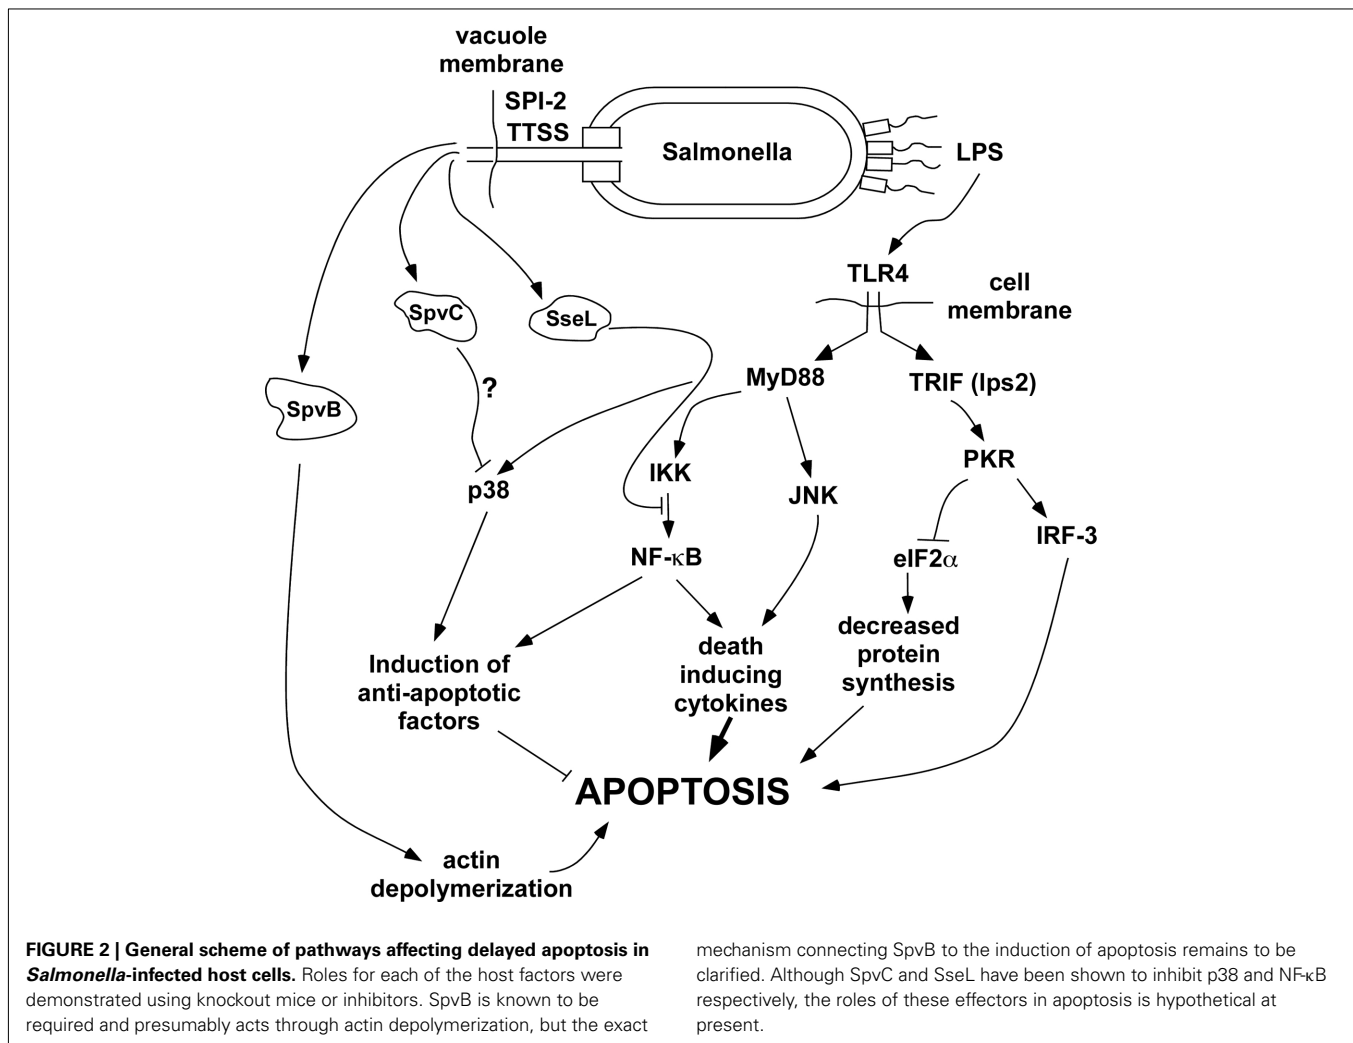 vacuole
membrane
SPI-2
TTSS
Salmonella
LPS
TLR4
cell
membrane
SpvC
SseL
?
MyD88
TRIF (lps2)
SpvB
PKR
IKK
p38
JNK
IRF-3
NF-κB
eIF2α
decreased
protein
synthesis
death
inducing
cytokines
Induction of
anti-apoptotic
factors
APOPTOSIS
actin
depolymerization
FIGURE 2 | General scheme of pathways affecting delayed apoptosis in
Salmonella-infected host cells. Roles for each of the host factors were
demonstrated using knockout mice or inhibitors. SpvB is known to be
required and presumably acts through actin depolymerization, but the exact
mechanism connecting SpvB to the induction of apoptosis remains to be
clarified. Although SpvC and SseL have been shown to inhibit p38 and NF-κB
respectively, the roles of these effectors in apoptosis is hypothetical at
present.